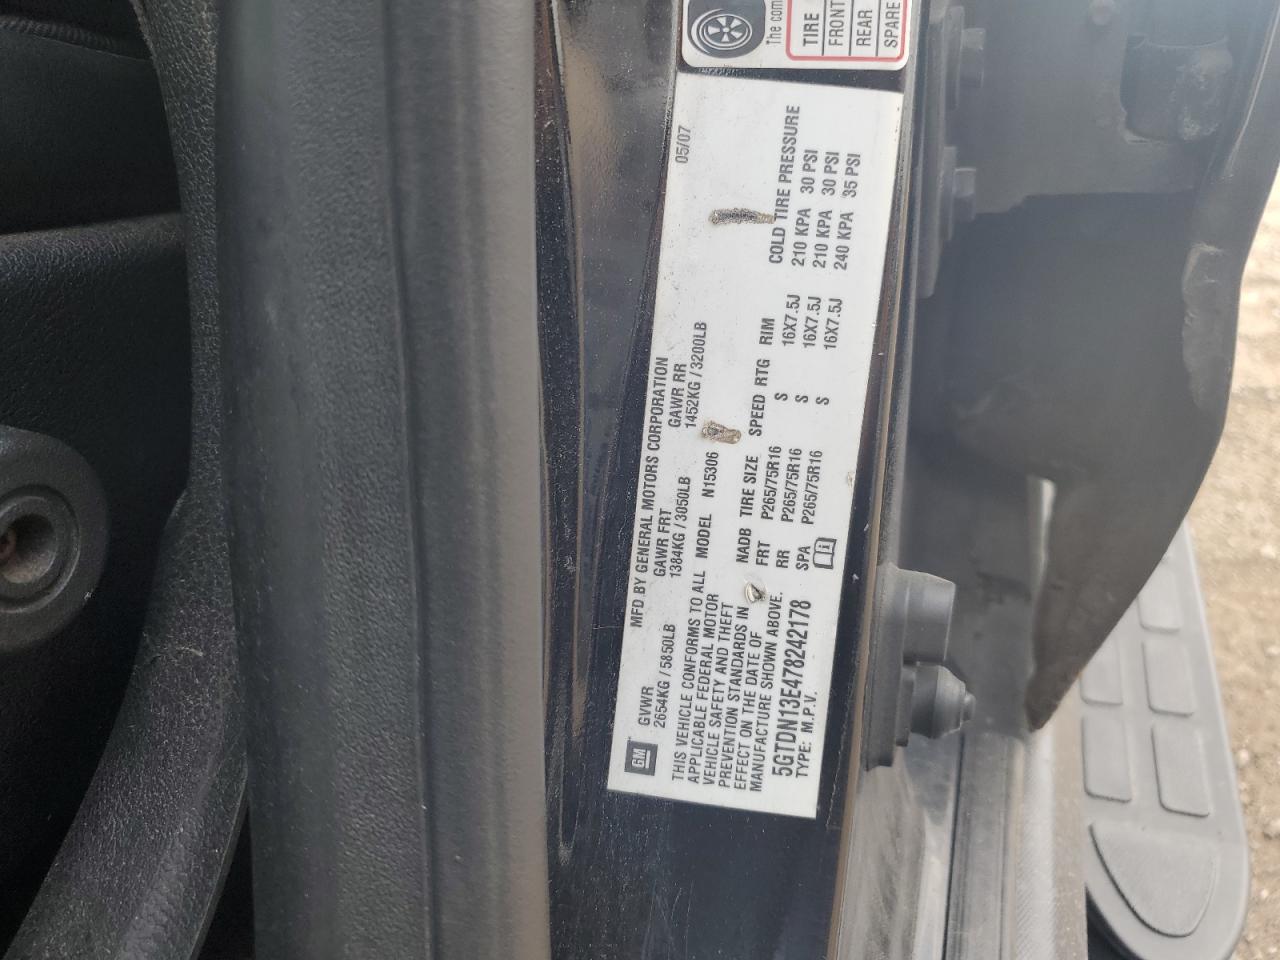 The com
TIRE
FRONT
REAR
SPARE
MFD BY GENERAL MOTORS CORPORATION 05/07
GM
GVWR GAWR FRT GAWR RR
2654KG / 5850LB 1384KG / 3050LB 1452KG / 3200LB
THIS VEHICLE CONFORMS TO ALL
APPLICABLE FEDERAL MOTOR
VEHICLE SAFETY AND THEFT
PREVENTION STANDARDS IN
EFFECT ON THE DATE OF
MANUFACTURE SHOWN ABOVE.
5GTDN13E478242178
TYPE: M.P.V.
MODEL N15306
NADB TIRE SIZE SPEED RTG RIM COLD TIRE PRESSURE
FRT P265/75R16 S 16X7.5J 210 KPA 30 PSI
RR P265/75R16 S 16X7.5J 210 KPA 30 PSI
SPA P265/75R16 S 16X7.5J 240 KPA 35 PSI